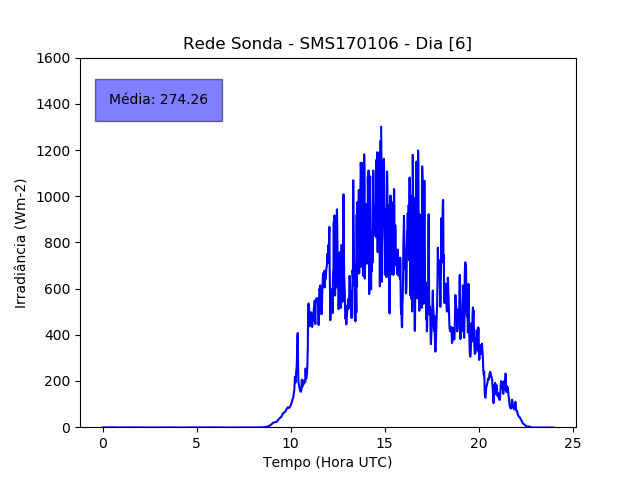 Rede Sonda - SMS170106 - Dia [6]
Média: 274.26
Irradiância (Wm-2)
1600
1400
1200
1000
800
600
400
200
0
0 5 10 15 20 25
Tempo (Hora UTC)